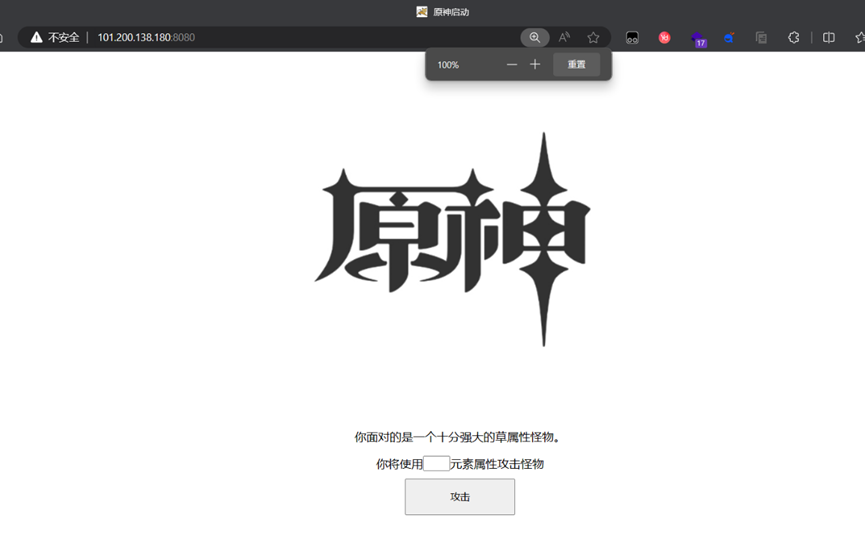 原神启动
不安全 101.200.138.180:8080
17
100% 重置
原神
你面对的是一个十分强大的草属性怪物。
你将使用元素属性攻击怪物
攻击